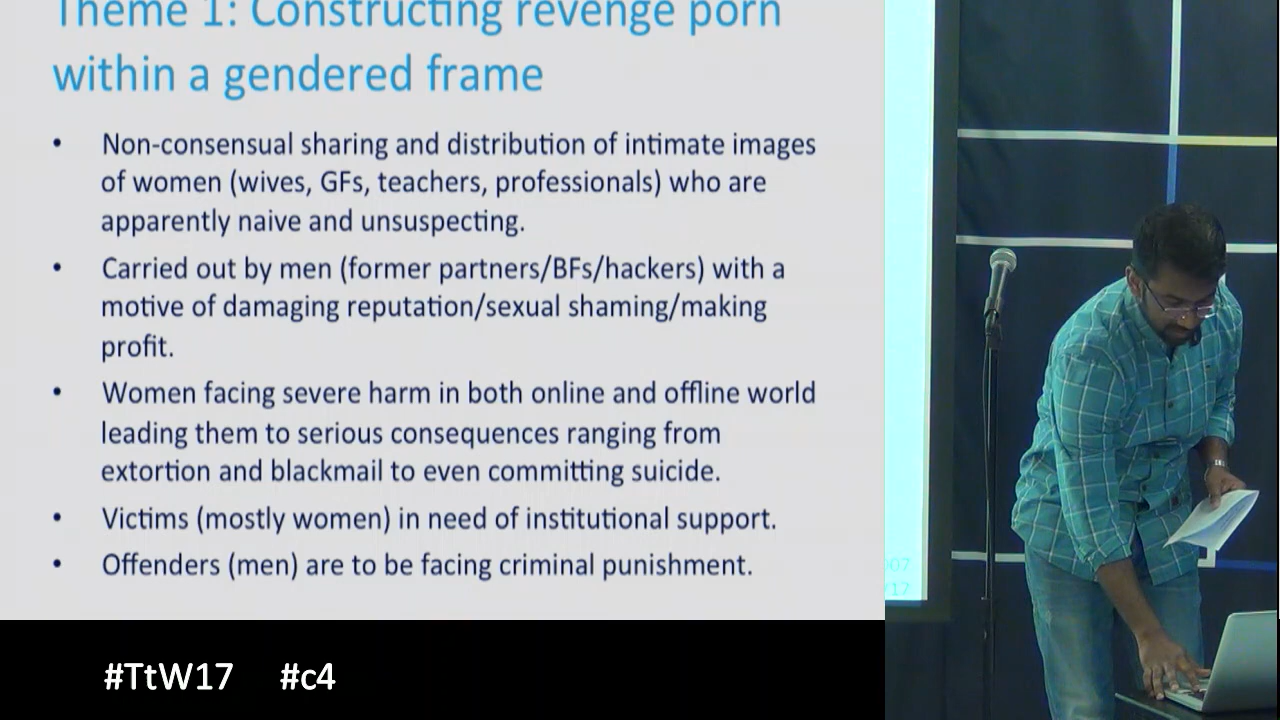 Theme 1: Constructing revenge porn
within a gendered frame
• Non-consensual sharing and distribution of intimate images
of women (wives, GFs, teachers, professionals) who are
apparently naive and unsuspecting.
• Carried out by men (former partners/BFs/hackers) with a
motive of damaging reputation/sexual shaming/making
profit.
• Women facing severe harm in both online and offline world
leading them to serious consequences ranging from
extortion and blackmail to even committing suicide.
• Victims (mostly women) in need of institutional support.
• Offenders (men) are to be facing criminal punishment.
#TtW17 #c4